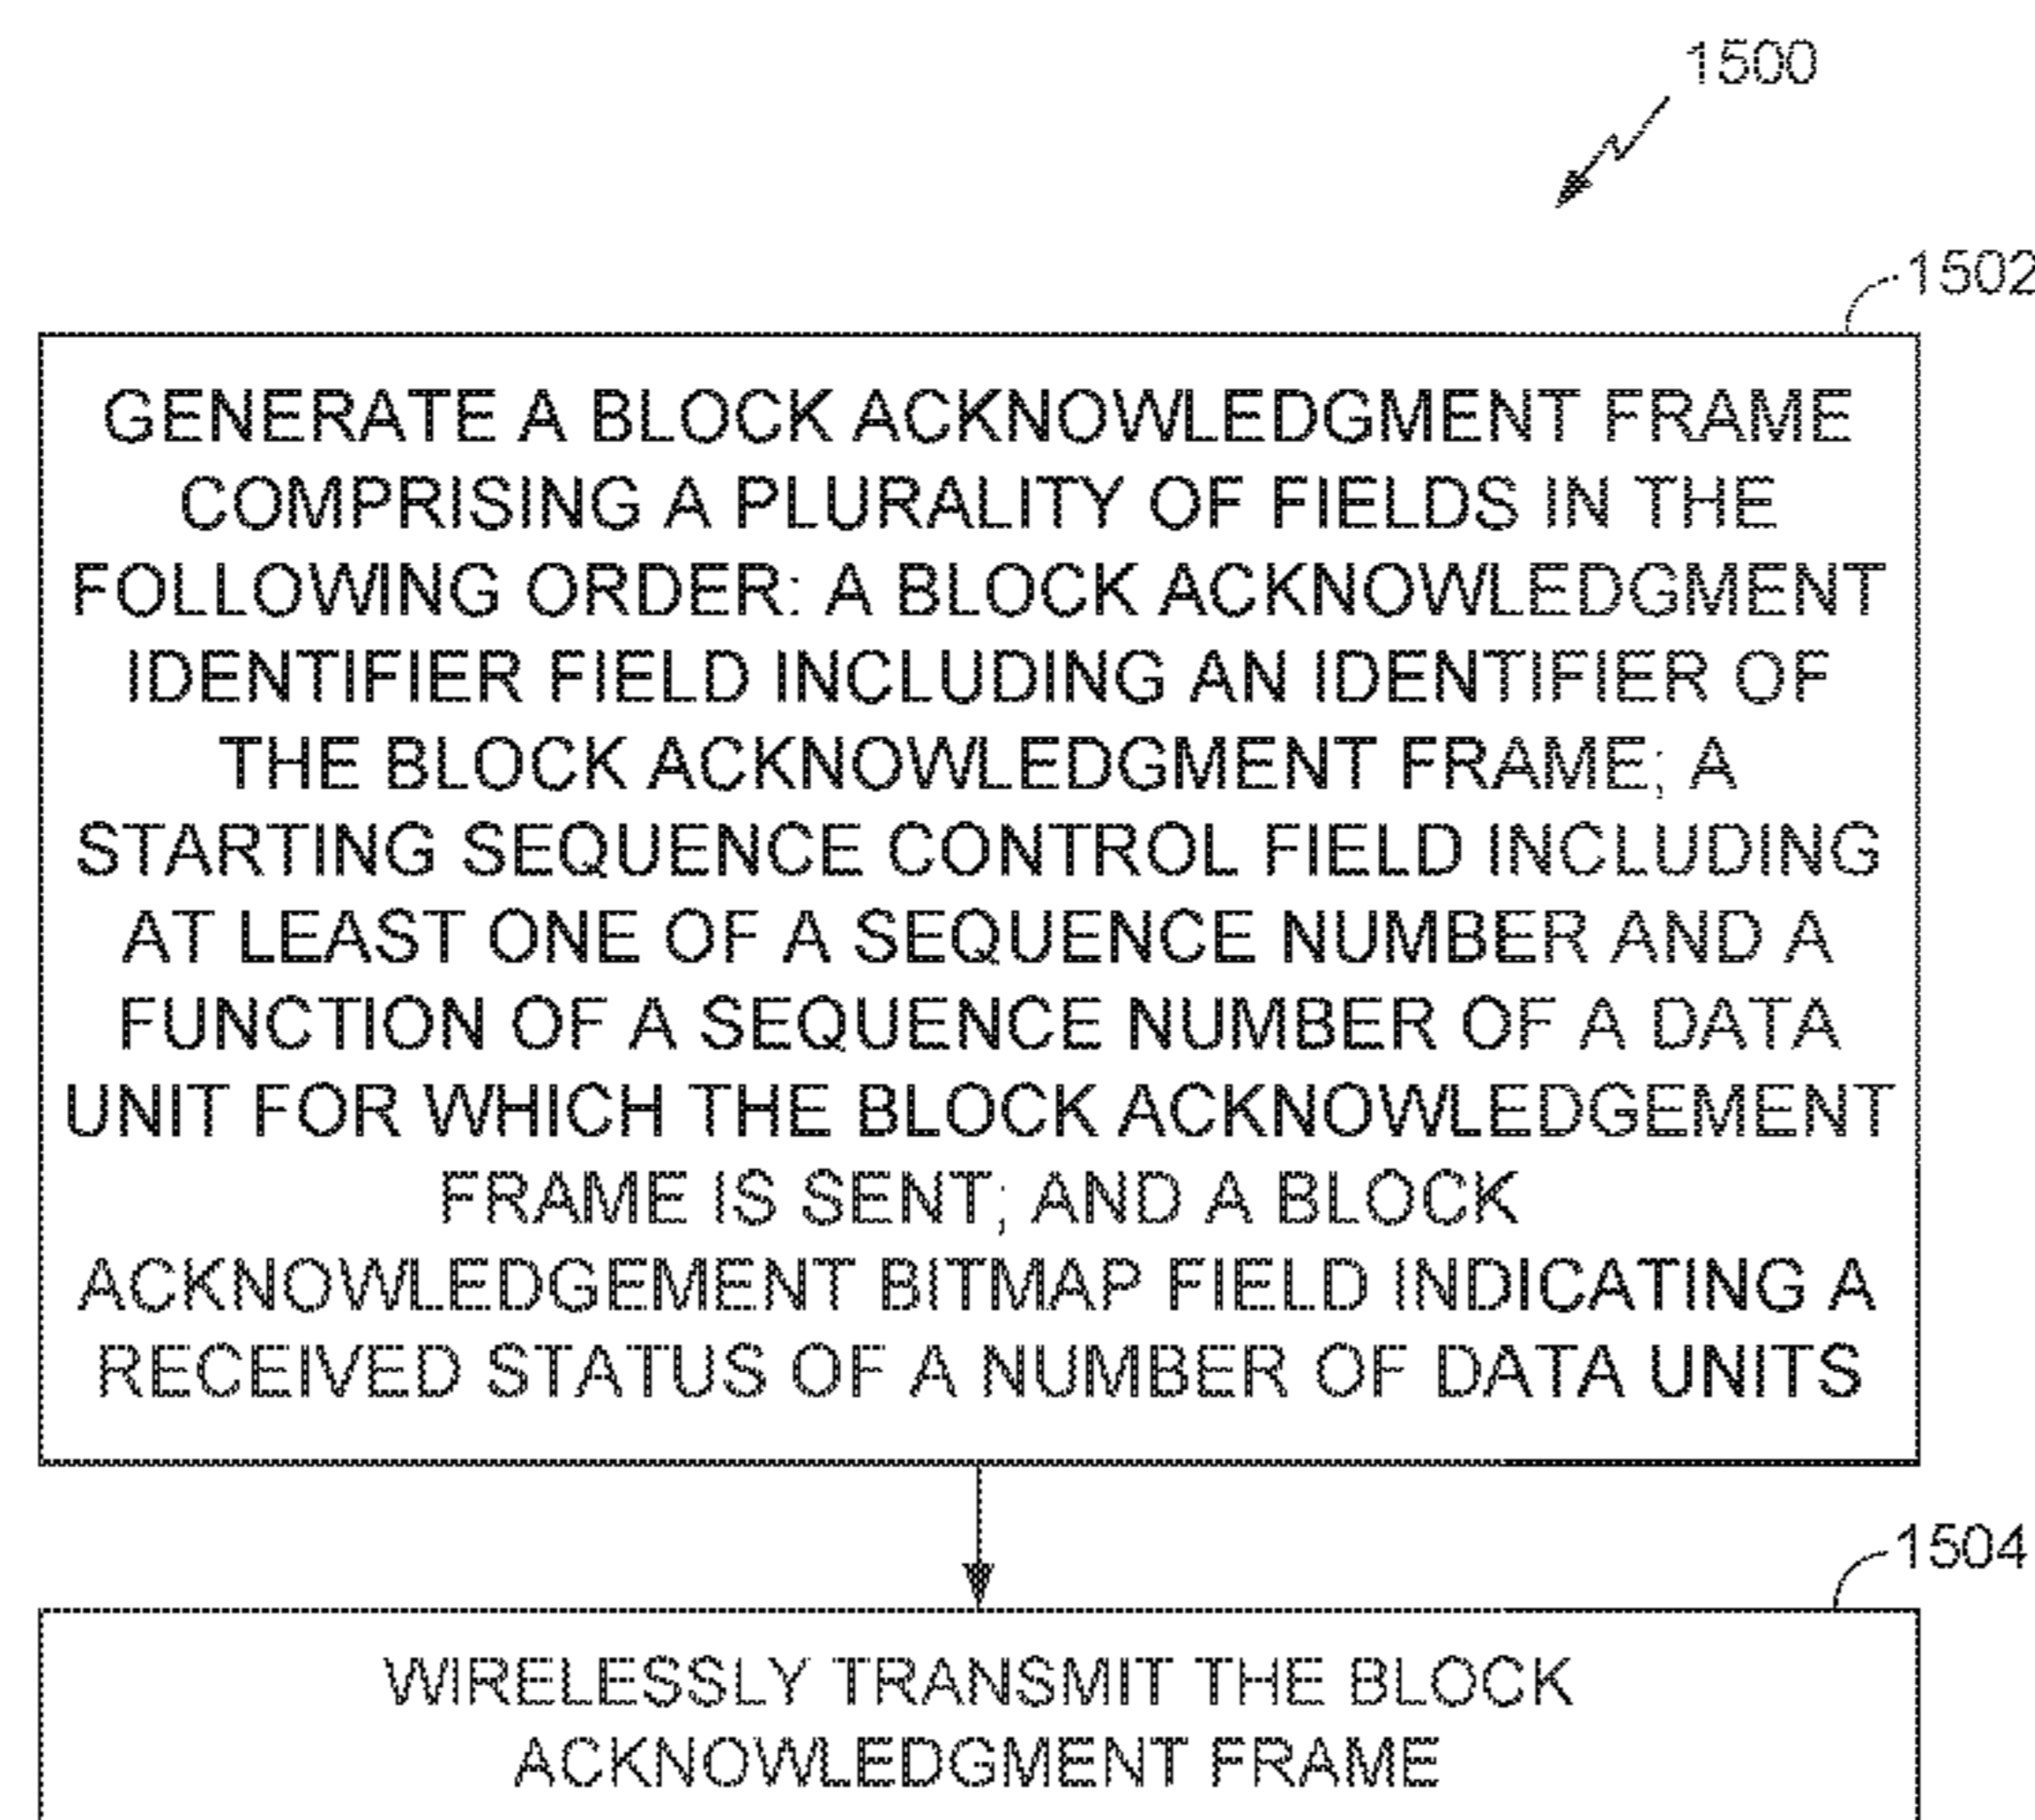 1500
1502
GENERATE A BLOCK ACKNOWLEDGMENT FRAME
COMPRISING A PLURALITY OF FIELDS IN THE
FOLLOWING ORDER: A BLOCK ACKNOWLEDGMENT
IDENTIFIER FIELD INCLUDING AN IDENTIFIER OF
THE BLOCK ACKNOWLEDGMENT FRAME; A
STARTING SEQUENCE CONTROL FIELD INCLUDING
AT LEAST ONE OF A SEQUENCE NUMBER AND A
FUNCTION OF A SEQUENCE NUMBER OF A DATA
UNIT FOR WHICH THE BLOCK ACKNOWLEDGEMENT
FRAME IS SENT; AND A BLOCK
ACKNOWLEDGEMENT BITMAP FIELD INDICATING A
RECEIVED STATUS OF A NUMBER OF DATA UNITS
1504
WIRELESSLY TRANSMIT THE BLOCK
ACKNOWLEDGMENT FRAME